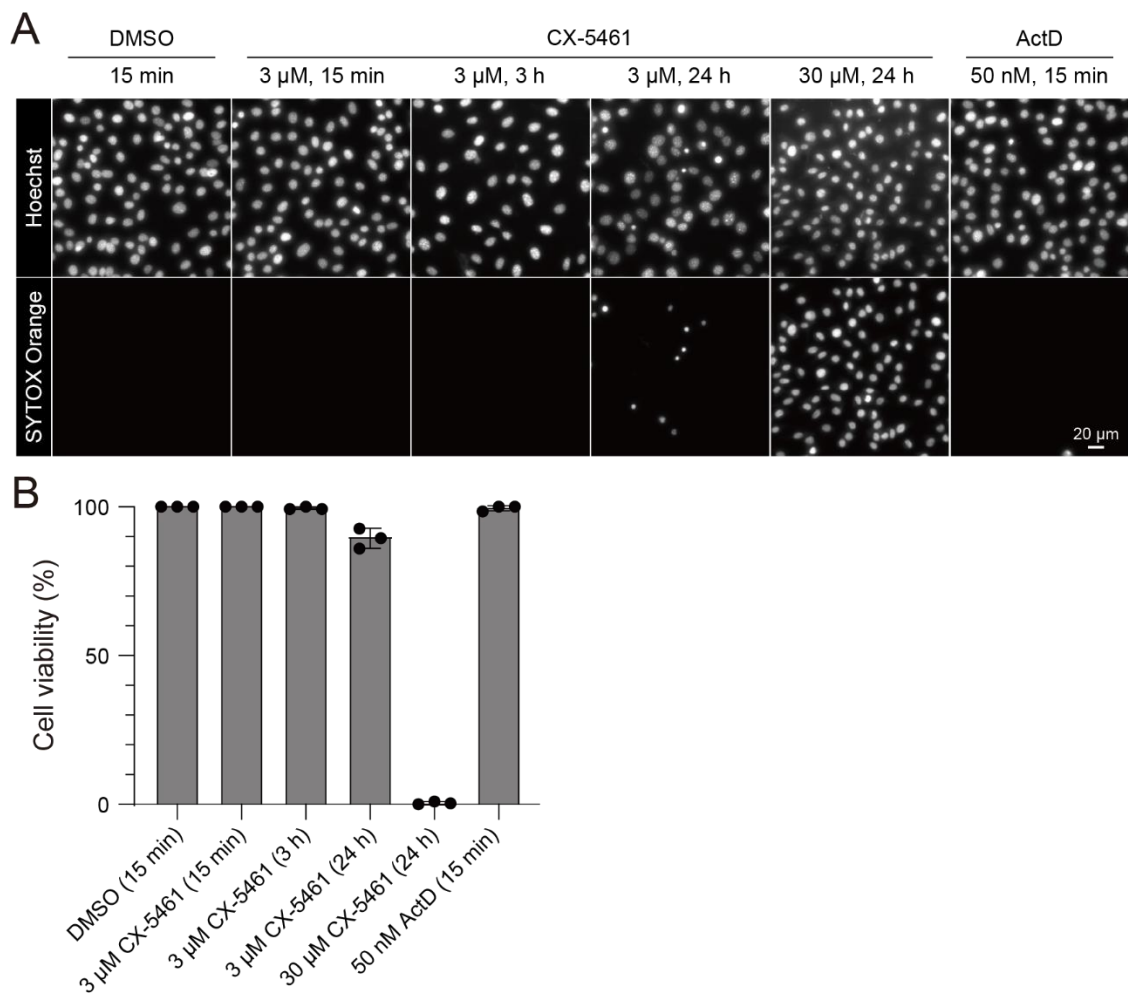 A
DMSO
CX-5461
ActD
15 min
3 µM, 15 min
3 µM, 3 h
3 µM, 24 h
30 µM, 24 h
50 nM, 15 min
Hoechst
SYTOX Orange
20 µm
B
Cell viability (%)
100
50
0
DMSO (15 min)
3 µM CX-5461 (15 min)
3 µM CX-5461 (3 h)
3 µM CX-5461 (24 h)
30 µM CX-5461 (24 h)
50 nM ActD (15 min)